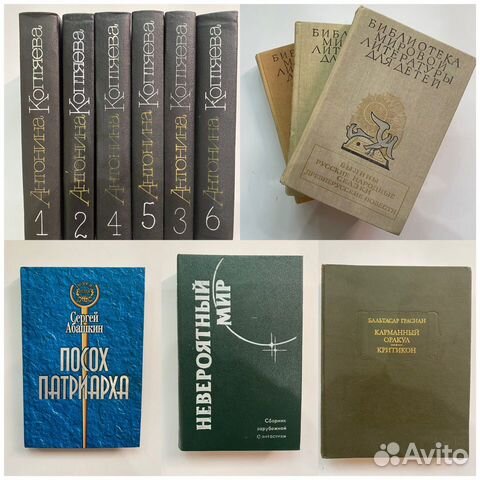 Антонина Коптяева
1
Антонина Коптяева
2
Антонина Коптяева
4
Антонина Коптяева
5
Антонина Коптяева
3
Антонина Коптяева
6
БИБЛИОТЕКА
МИРОВОЙ
ЛИТЕРАТУРЫ
ДЛЯ ДЕТЕЙ
БЫЛИНЫ
РУССКИЕ НАРОДНЫЕ
СКАЗКИ
ДРЕВНЕРУССКИЕ ПОВЕСТИ
Сергей
Абашкин
ПОСОХ
ПАТРИАРХА
НЕВЕРОЯТНЫЙ
МИР
Сборник
зарубежной
фантастики
БАЛЬТАСАР ГРАСИАН
КАРМАННЫЙ
ОРАКУЛ
КРИТИКОН
Avito